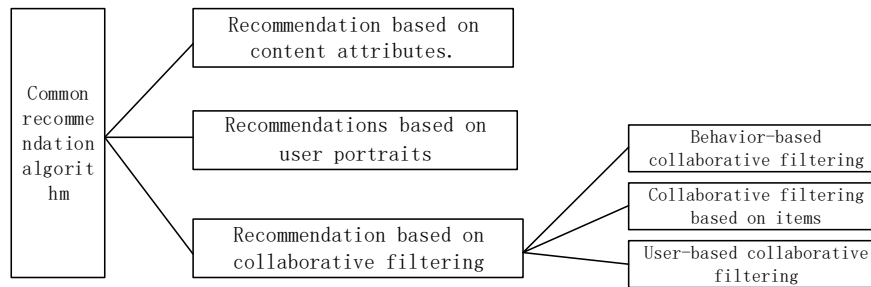 Common
recomme
ndation
algorit
hm
Recommendation based on
content attributes.
Recommendations based on
user portraits
Recommendation based on
collaborative filtering
Behavior-based
collaborative filtering
Collaborative filtering
based on items
User-based collaborative
filtering